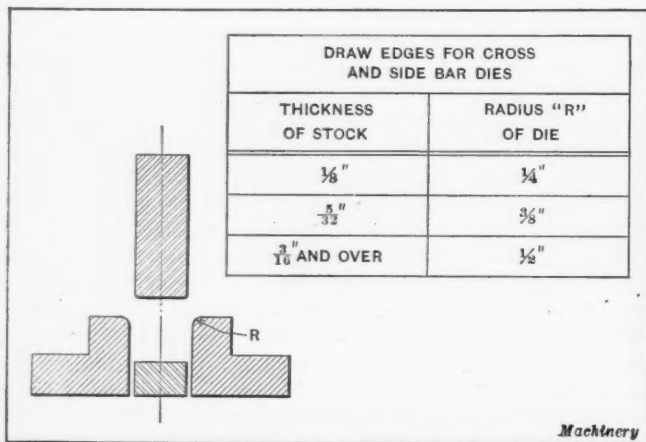 DRAW EDGES FOR CROSS
AND SIDE BAR DIES
THICKNESS
OF STOCK
RADIUS "R"
OF DIE
1/8"
1/4"
5/32"
3/8"
3/16" AND OVER
1/2"
R
Machinery